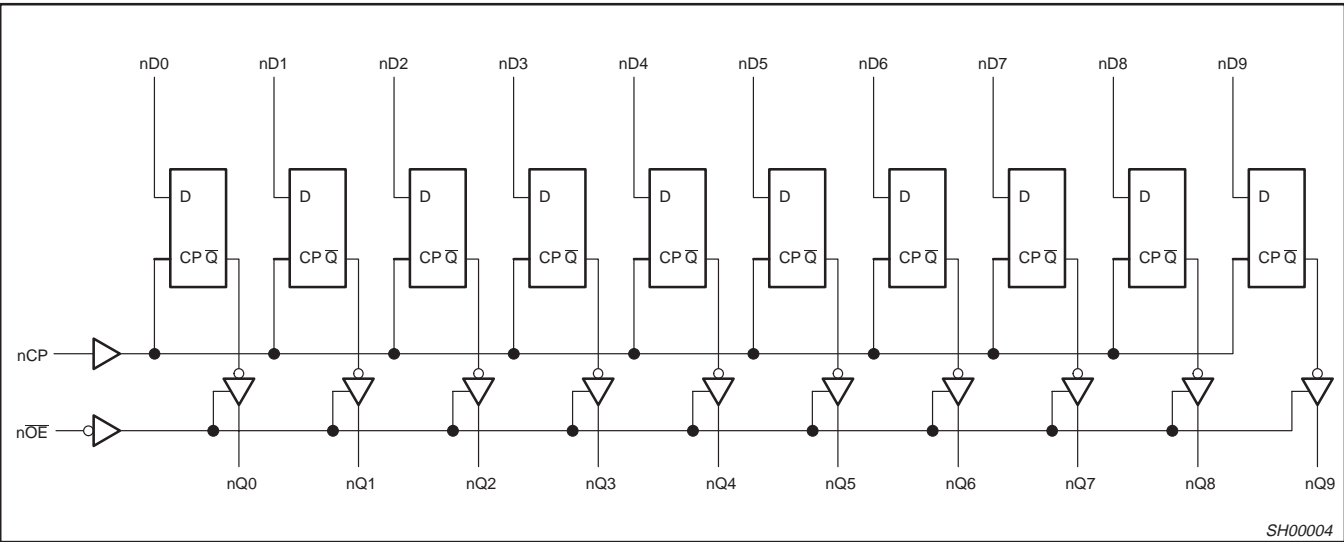 nD0 nD1 nD2 nD3 nD4 nD5 nD6 nD7 nD8 nD9
D D D D D D D D D D
CP Q̅ CP Q̅ CP Q̅ CP Q̅ CP Q̅ CP Q̅ CP Q̅ CP Q̅ CP Q̅ CP Q̅
nCP
nO̅E̅
nQ0 nQ1 nQ2 nQ3 nQ4 nQ5 nQ6 nQ7 nQ8 nQ9
SH00004